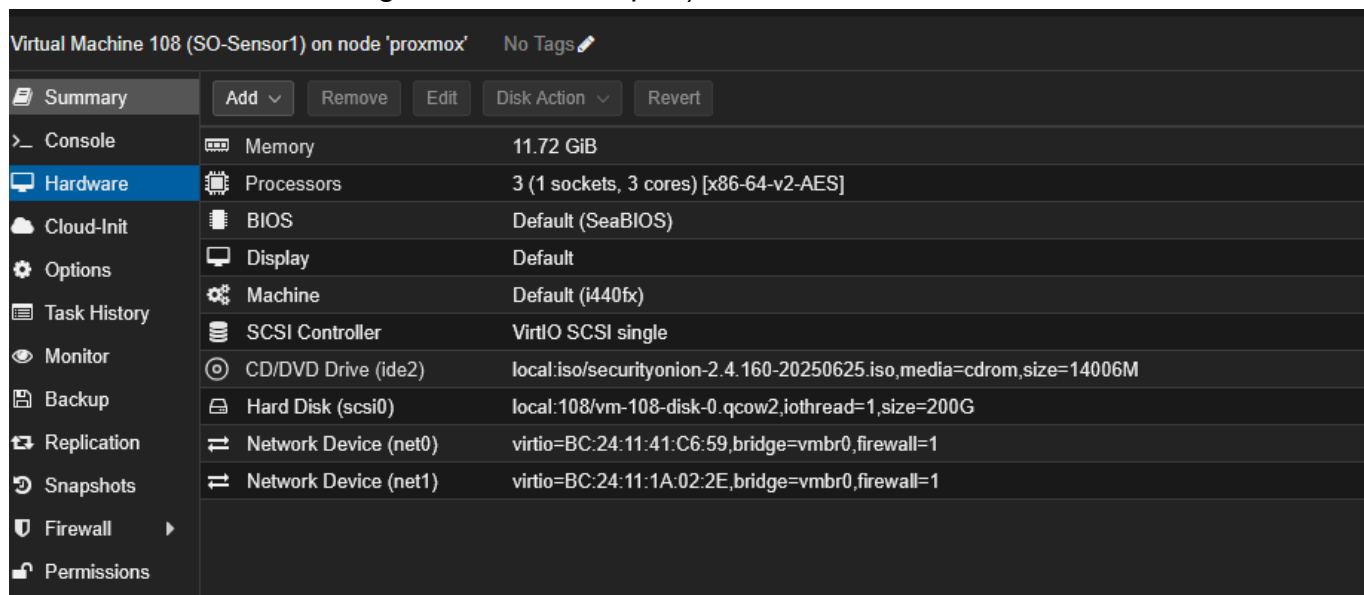 Virtual Machine 108 (SO-Sensor1) on node 'proxmox' No Tags
Summary
Console
Hardware
Cloud-Init
Options
Task History
Monitor
Backup
Replication
Snapshots
Firewall
Permissions
Add Remove Edit Disk Action Revert
Memory 11.72 GiB
Processors 3 (1 sockets, 3 cores) [x86-64-v2-AES]
BIOS Default (SeaBIOS)
Display Default
Machine Default (i440fx)
SCSI Controller VirtIO SCSI single
CD/DVD Drive (ide2) local:iso/securityonion-2.4.160-20250625.iso,media=cdrom,size=14006M
Hard Disk (scsi0) local:108/vm-108-disk-0.qcow2,iothread=1,size=200G
Network Device (net0) virtio=BC:24:11:41:C6:59,bridge=vmbr0,firewall=1
Network Device (net1) virtio=BC:24:11:1A:02:2E,bridge=vmbr0,firewall=1